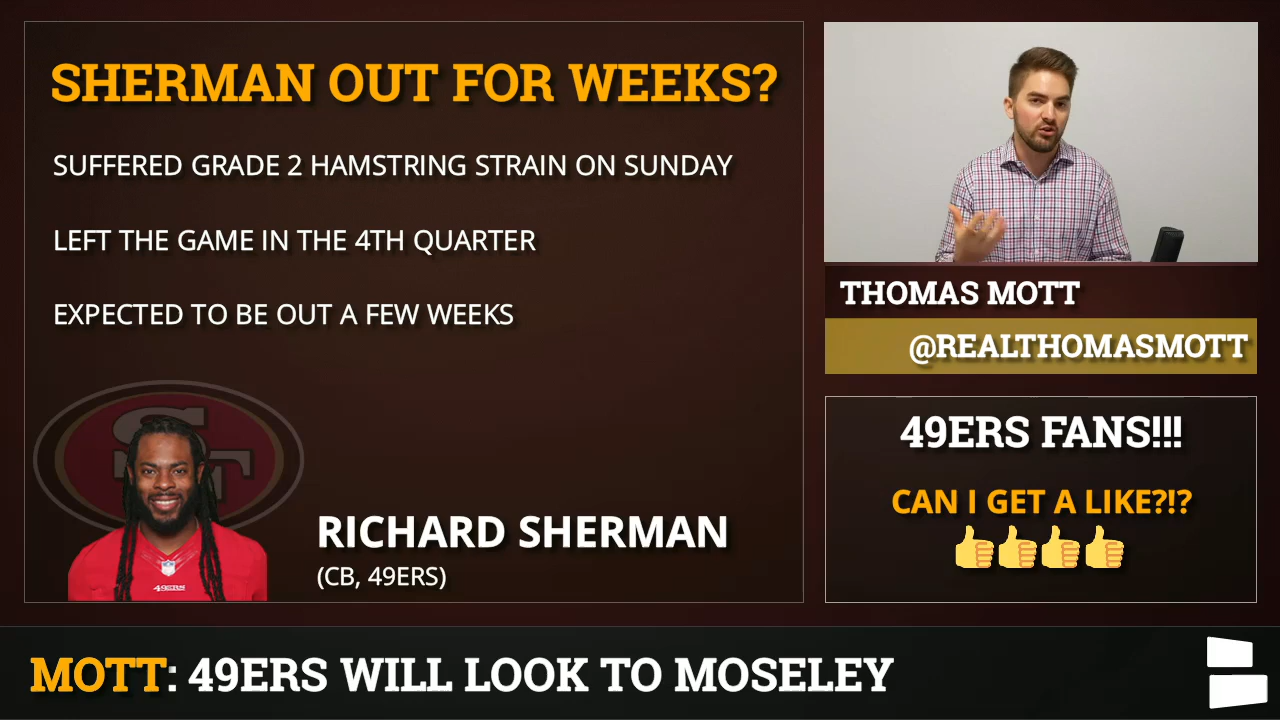 SHERMAN OUT FOR WEEKS?
SUFFERED GRADE 2 HAMSTRING STRAIN ON SUNDAY
LEFT THE GAME IN THE 4TH QUARTER
EXPECTED TO BE OUT A FEW WEEKS
SF
49ERS
RICHARD SHERMAN
(CB, 49ERS)
THOMAS MOTT
@REALTHOMASMOTT
49ERS FANS!!!
CAN I GET A LIKE?!?
👍👍👍👍
MOTT: 49ERS WILL LOOK TO MOSELEY